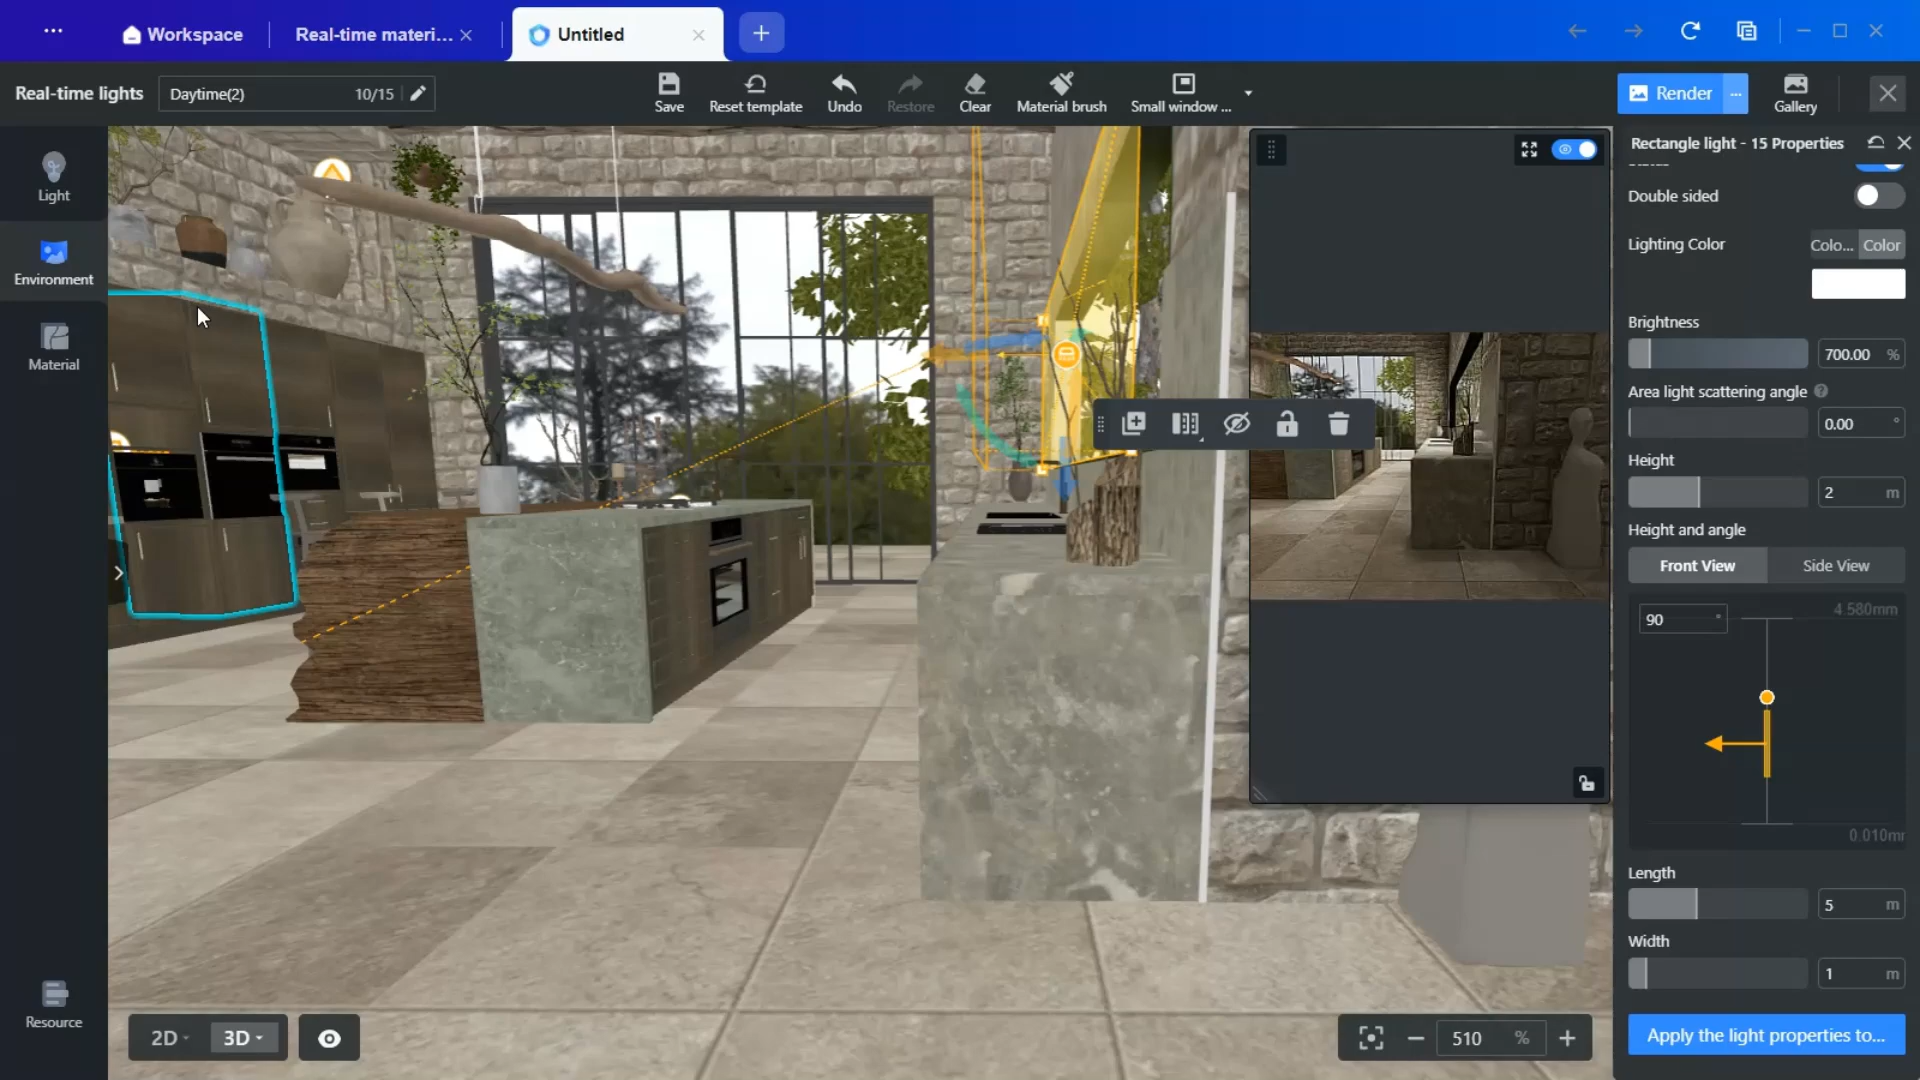 Workspace
Real-time materi...
Untitled
Real-time lights
Daytime(2)
10/15
Save
Reset template
Undo
Restore
Clear
Material brush
Small window ...
Render
Gallery
Light
Environment
Material
Resource
Rectangle light - 15 Properties
Double sided
Lighting Color
Colo...
Color
Brightness
700.00 %
Area light scattering angle
0.00 °
Height
2 m
Height and angle
Front View
Side View
4.580mm
90 °
0.010mr
Length
5 m
Width
1 m
Apply the light properties to...
2D
3D
510 %